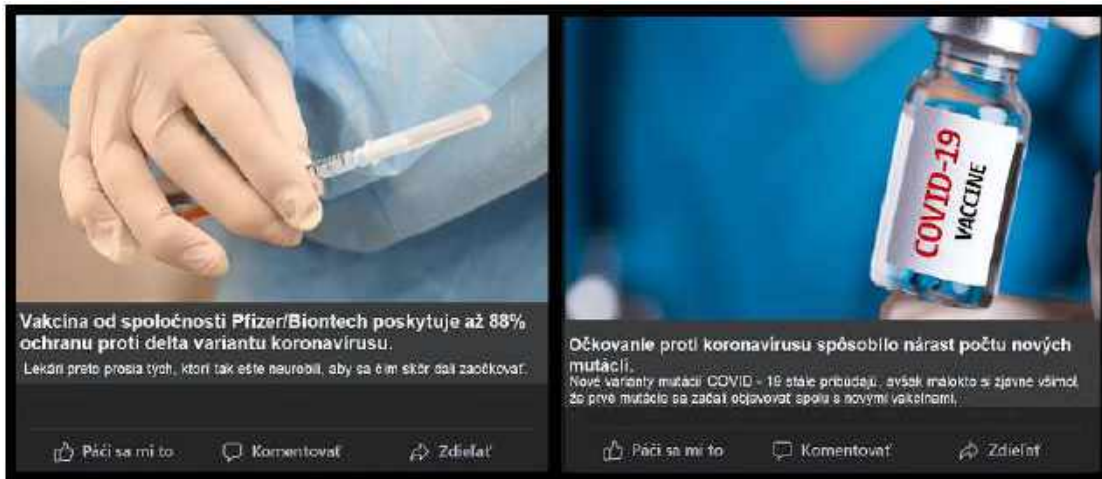 Vakcína od spoločnosti Pfizer/Biontech poskytuje až 88%
ochranu proti delta variantu koronavírusu.
Lekári preto prosia tých, ktorí tak ešte neurobili, aby sa čím skôr dali zaočkovať.
Páči sa mi to
Komentovať
Zdieľať
COVID-19
VACCINE
Očkovanie proti koronavírusu spôsobilo nárast počtu nových
mutácií.
Nové varianty mutácií COVID - 19 stále pribúdajú, avšak málokto si zjavne všimol,
že prvé mutácie sa začali objavovať spolu s novými vakcínami.
Páči sa mi to
Komentovať
Zdieľať